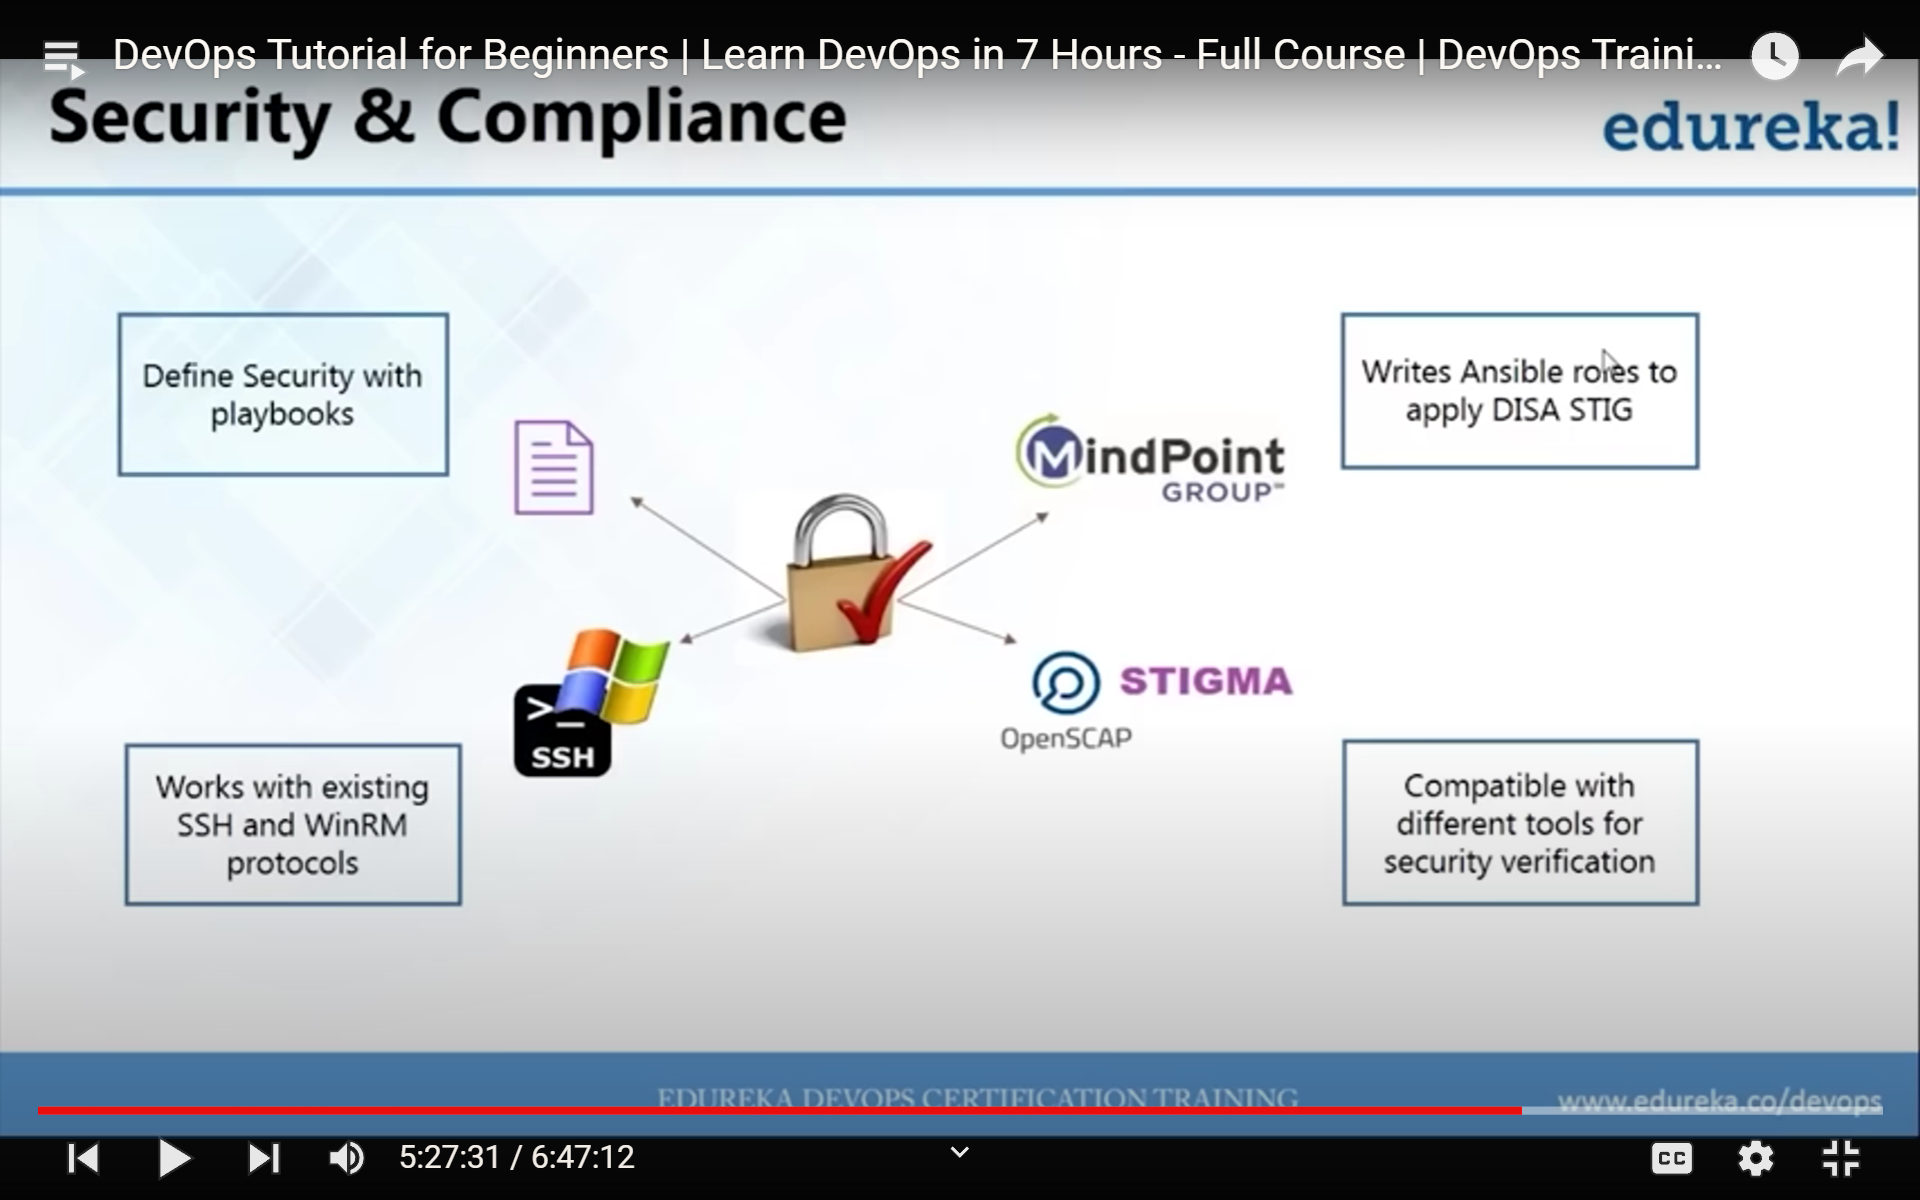 DevOps Tutorial for Beginners | Learn DevOps in 7 Hours - Full Course | DevOps Traini...
Security & Compliance
edureka!
Define Security with
playbooks
Writes Ansible roles to
apply DISA STIG
MindPoint
GROUP
>_
SSH
OpenSCAP
STIGMA
Works with existing
SSH and WinRM
protocols
Compatible with
different tools for
security verification
EDUREKA DEVOPS CERTIFICATION TRAINING
www.edureka.co/devops
5:27:31 / 6:47:12
CC